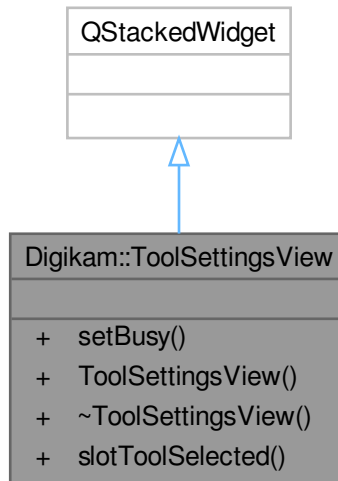 QStackedWidget
Digikam::ToolSettingsView
+ setBusy()
+ ToolSettingsView()
+ ~ToolSettingsView()
+ slotToolSelected()